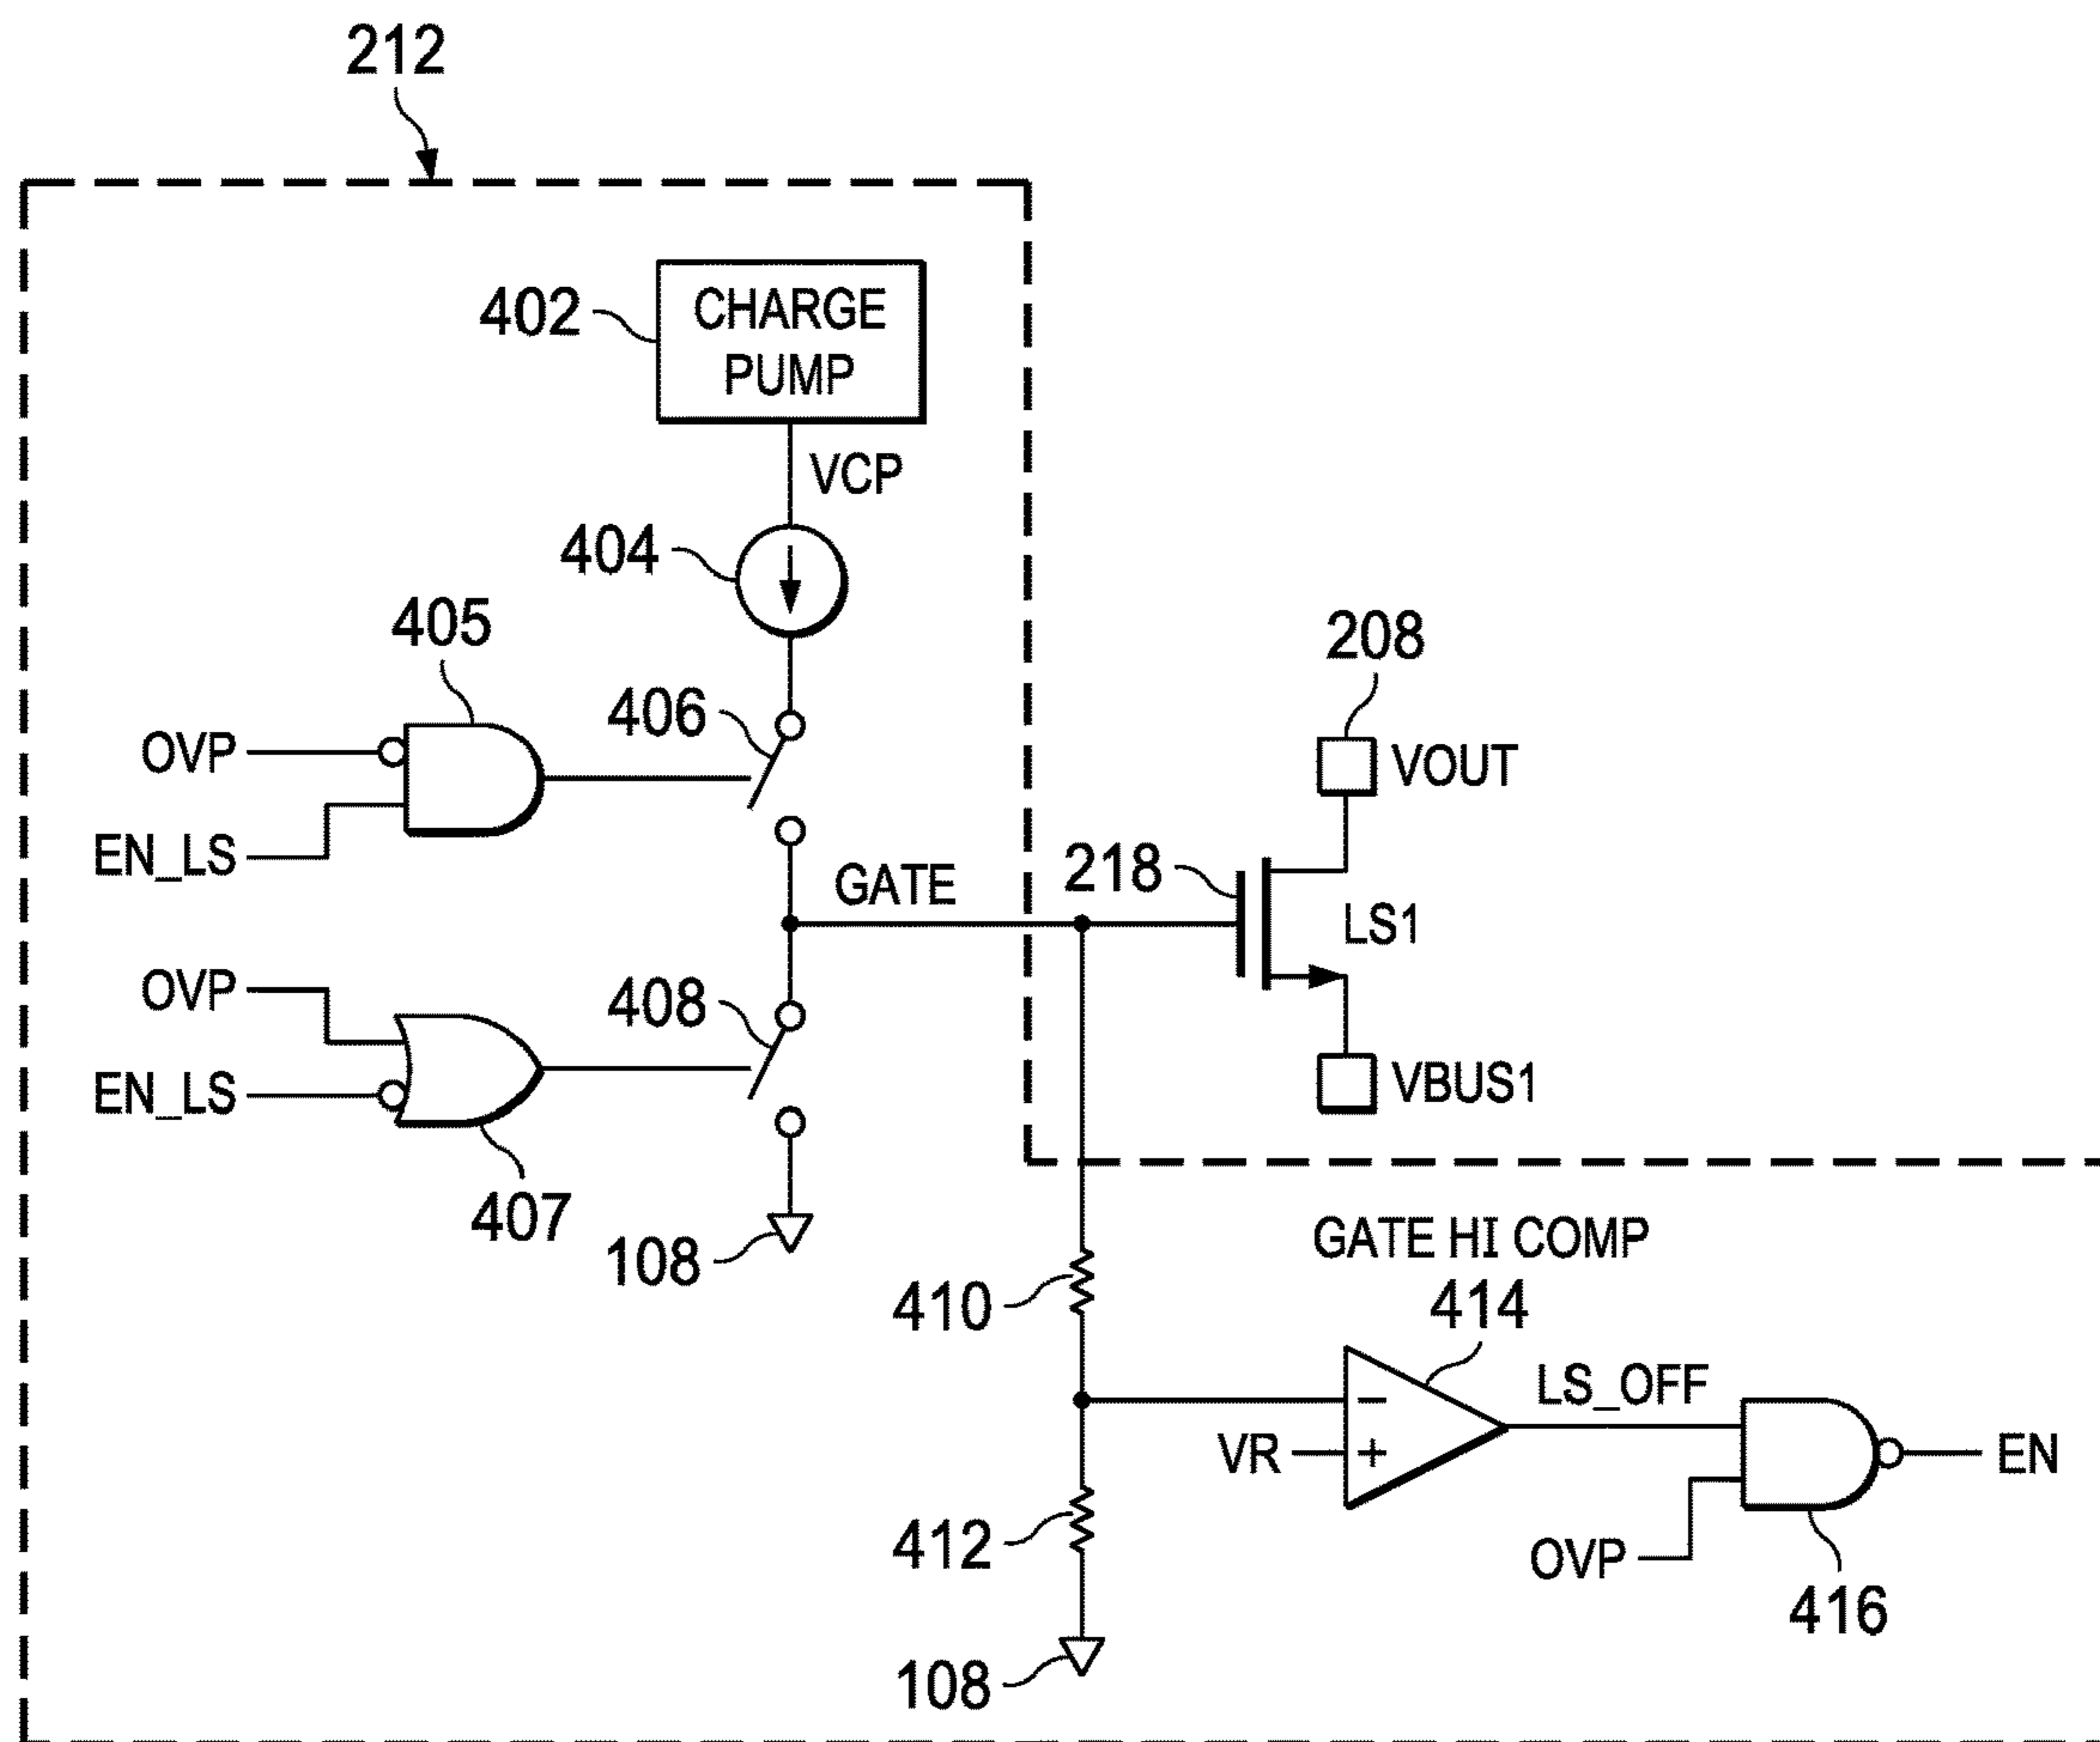 212
402
CHARGE
PUMP
VCP
404
405
406
208
OVP
VOUT
EN_LS
GATE
218
LS1
OVP
408
EN_LS
VBUS1
407
108
GATE HI COMP
410
414
LS_OFF
VR
EN
412
OVP
416
108